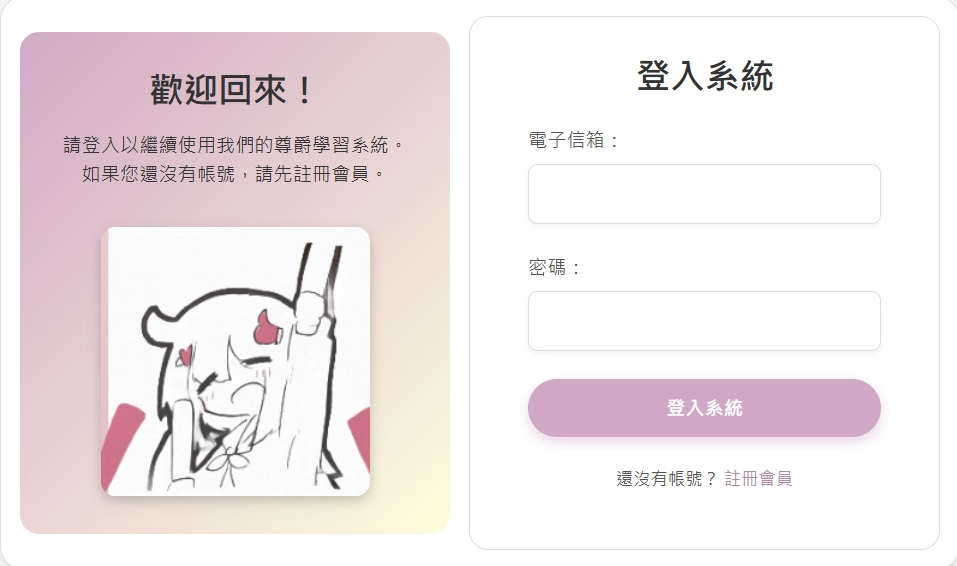 歡迎回來！
請登入以繼續使用我們的尊爵學習系統。
如果您還沒有帳號，請先註冊會員。
登入系統
電子信箱：
密碼：
登入系統
還沒有帳號？ 註冊會員